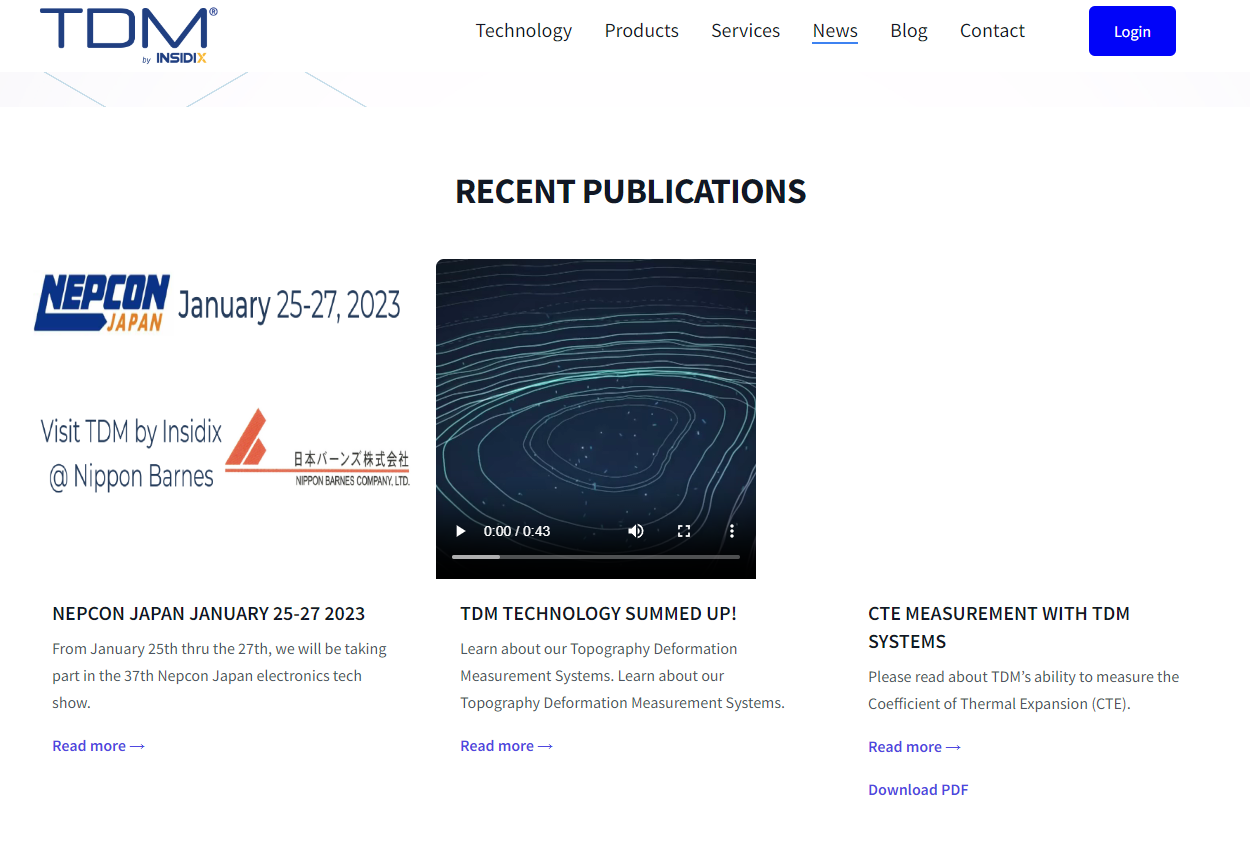 TDM®
by INSIDIX
Technology Products Services News Blog Contact Login
RECENT PUBLICATIONS
NEPCON
JAPAN
January 25-27, 2023
Visit TDM by Insidix
@ Nippon Barnes
日本バーンズ株式会社
NIPPON BARNES COMPANY, LTD.
0:00 / 0:43
NEPCON JAPAN JANUARY 25-27 2023
From January 25th thru the 27th, we will be taking
part in the 37th Nepcon Japan electronics tech
show.
Read more →
TDM TECHNOLOGY SUMMED UP!
Learn about our Topography Deformation
Measurement Systems. Learn about our
Topography Deformation Measurement Systems.
Read more →
CTE MEASUREMENT WITH TDM
SYSTEMS
Please read about TDM’s ability to measure the
Coefficient of Thermal Expansion (CTE).
Read more →
Download PDF